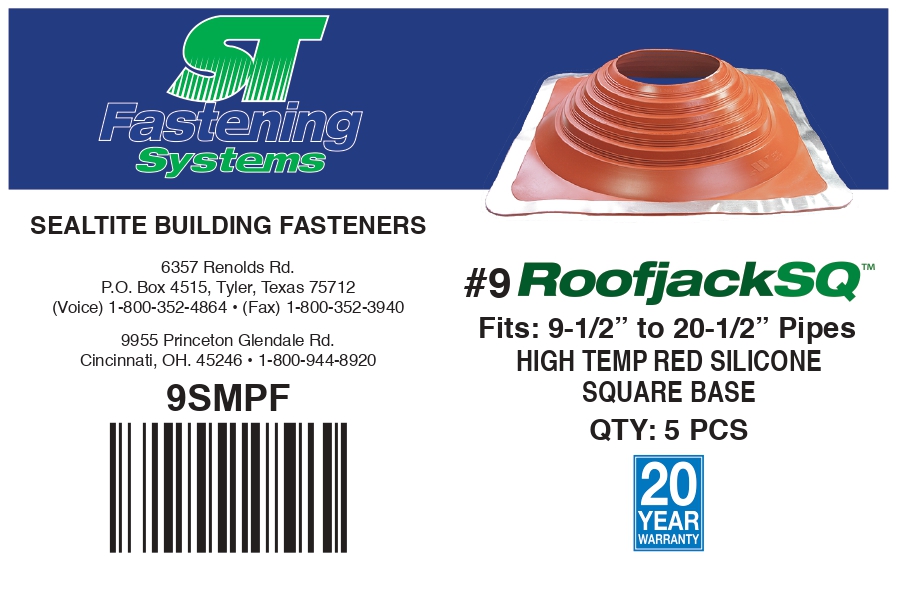 ST
Fastening
Systems
SEALTITE BUILDING FASTENERS
6357 Renolds Rd.
P.O. Box 4515, Tyler, Texas 75712
(Voice) 1-800-352-4864 • (Fax) 1-800-352-3940
9955 Princeton Glendale Rd.
Cincinnati, OH. 45246 • 1-800-944-8920
9SMPF
#9 RoofjackSQ™
Fits: 9-1/2” to 20-1/2” Pipes
HIGH TEMP RED SILICONE
SQUARE BASE
QTY: 5 PCS
20
YEAR
WARRANTY